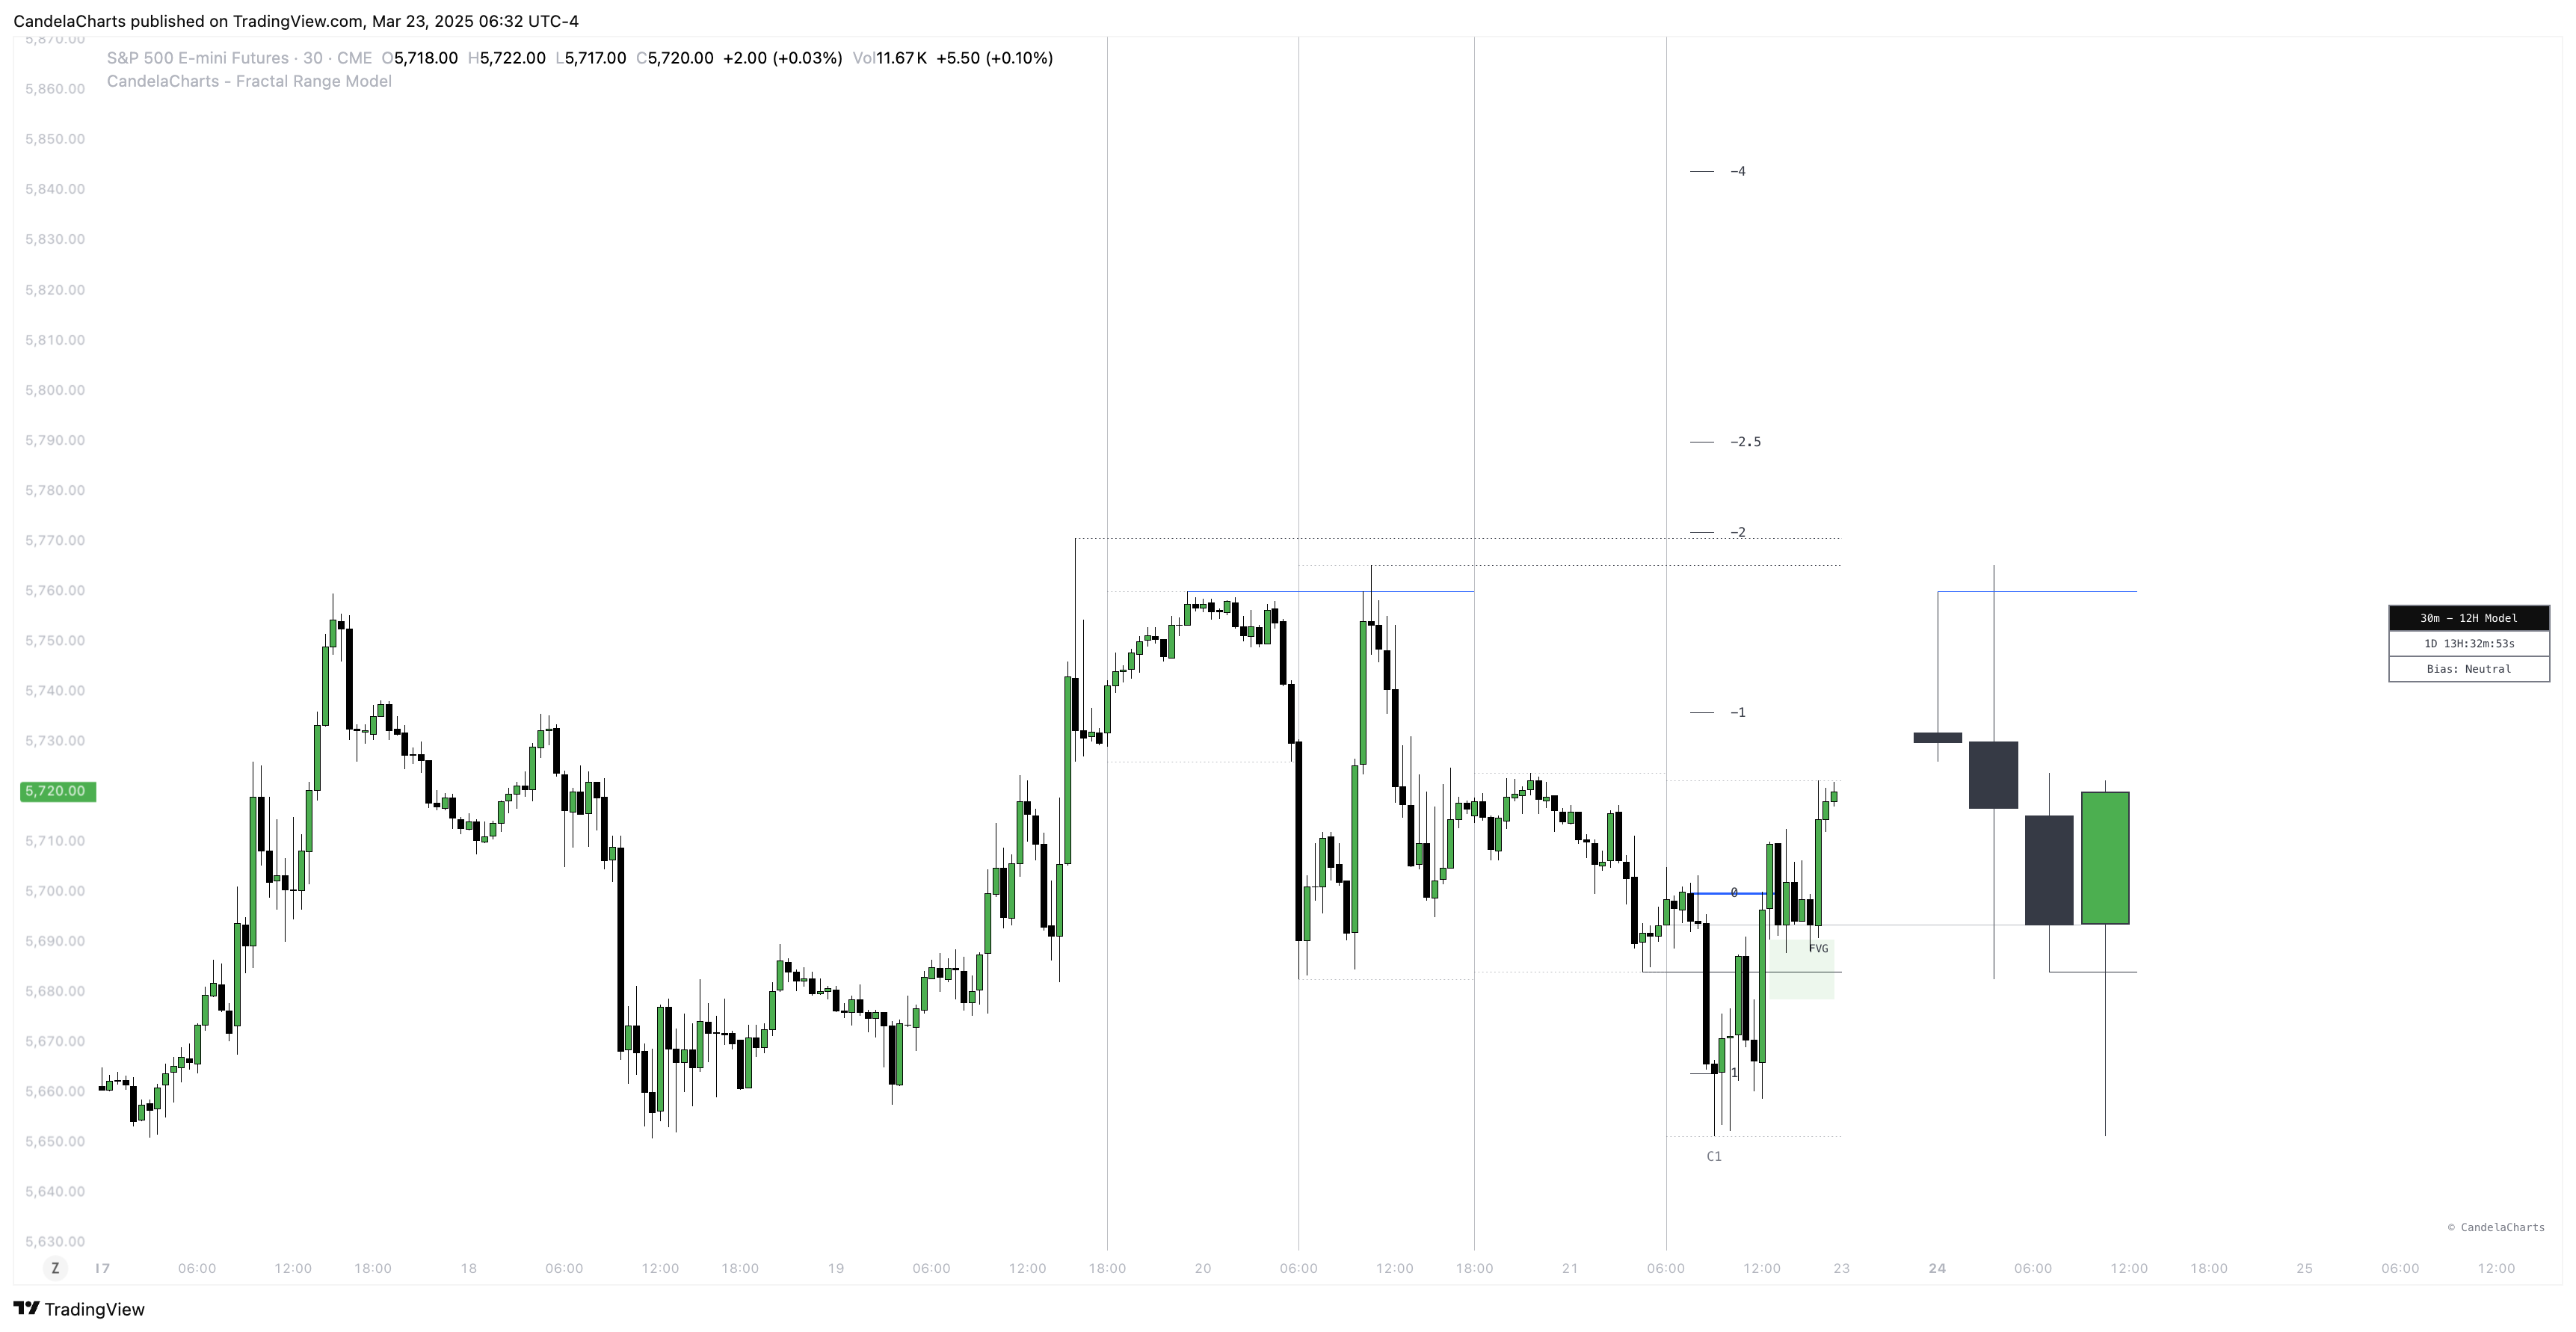 CandelaCharts published on TradingView.com, Mar 23, 2025 06:32 UTC-4
5,870.00
S&P 500 E-mini Futures · 30 · CME O5,718.00 H5,722.00 L5,717.00 C5,720.00 +2.00 (+0.03%) Vol11.67K +5.50 (+0.10%)
CandelaCharts - Fractal Range Model
5,860.00
5,850.00
5,840.00
5,830.00
5,820.00
5,810.00
5,800.00
5,790.00
5,780.00
5,770.00
5,760.00
5,750.00
5,740.00
5,730.00
5,720.00
5,710.00
5,700.00
5,690.00
5,680.00
5,670.00
5,660.00
5,650.00
5,640.00
5,630.00
−4
−2.5
−2
−1
0
FVG
1
C1
30m − 12H Model
1D 13H:32m:53s
Bias: Neutral
© CandelaCharts
Z 17 06:00 12:00 18:00 18 06:00 12:00 18:00 19 06:00 12:00 18:00 20 06:00 12:00 18:00 21 06:00 12:00 23 24 06:00 12:00 18:00 25 06:00 12:00
TradingView